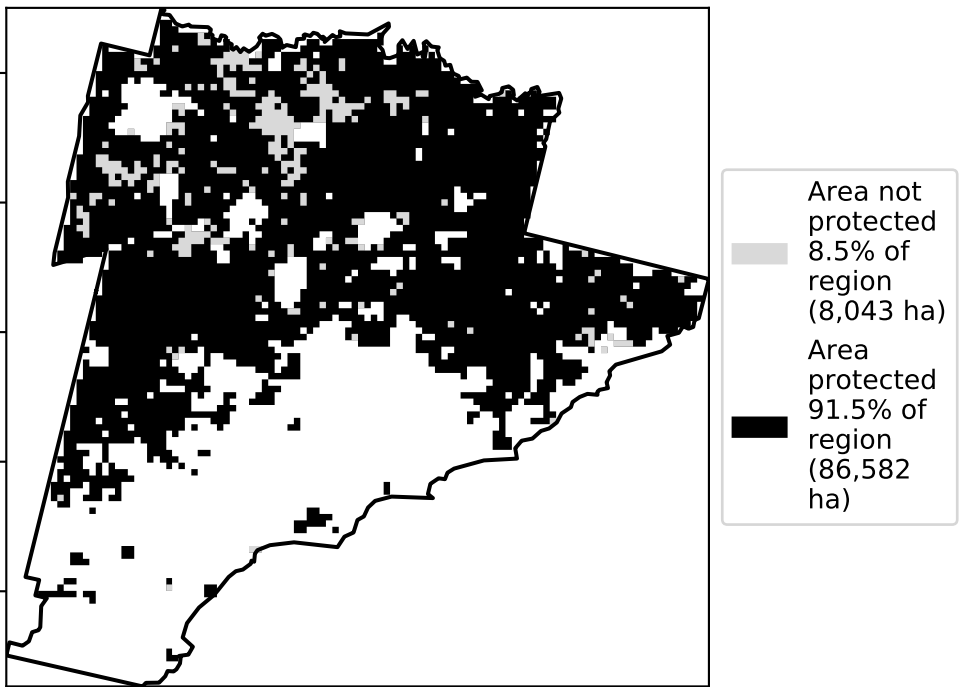 Area not
protected
8.5% of
region
(8,043 ha)
Area
protected
91.5% of
region
(86,582
ha)